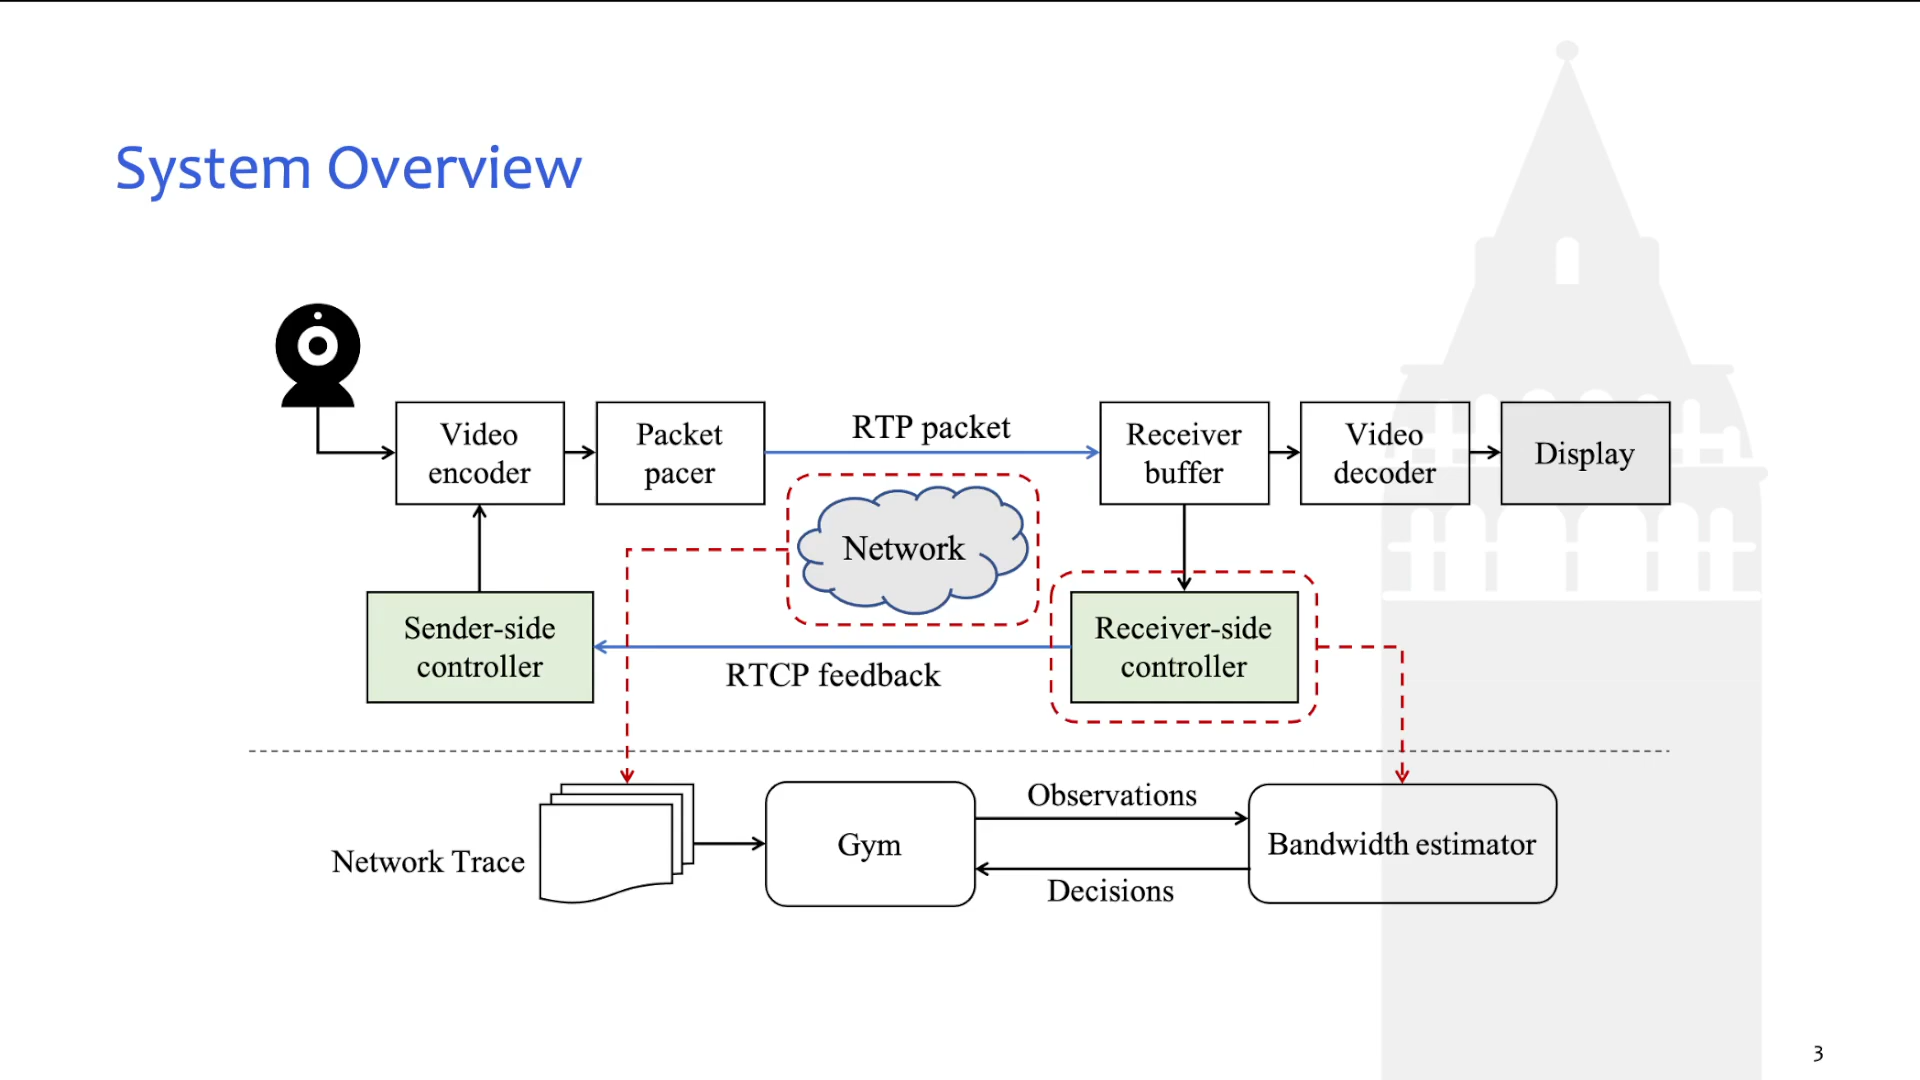 System Overview
Video
encoder
Packet
pacer
RTP packet
Receiver
buffer
Video
decoder
Display
Network
Sender-side
controller
RTCP feedback
Receiver-side
controller
Network Trace
Gym
Observations
Decisions
Bandwidth estimator
3